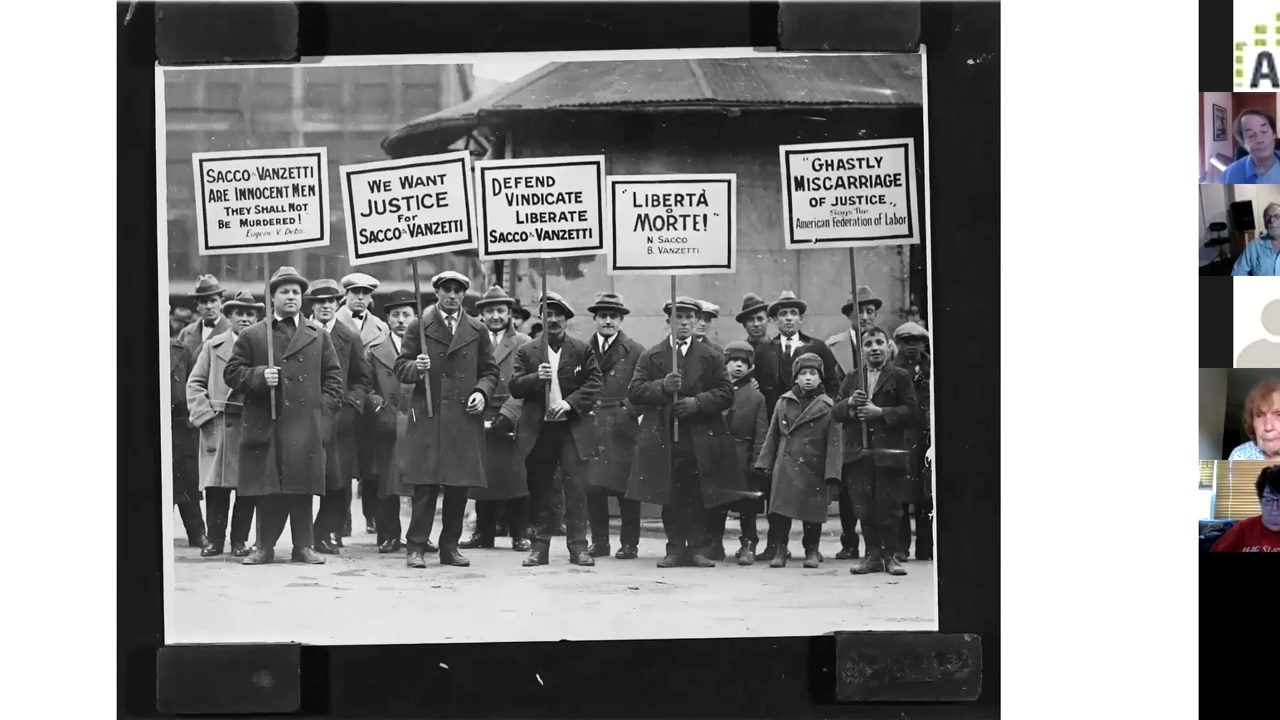 SACCO & VANZETTI
ARE INNOCENT MEN
THEY SHALL NOT
BE MURDERED!
Eugene V. Debs.
WE WANT
JUSTICE
For
SACCO & VANZETTI
DEFEND
VINDICATE
LIBERATE
SACCO & VANZETTI
"LIBERTÀ
O
MORTE!"
N. SACCO
B. VANZETTI.
"GHASTLY
MISCARRIAGE
OF JUSTICE,"
Says The
American Federation of Labor
A